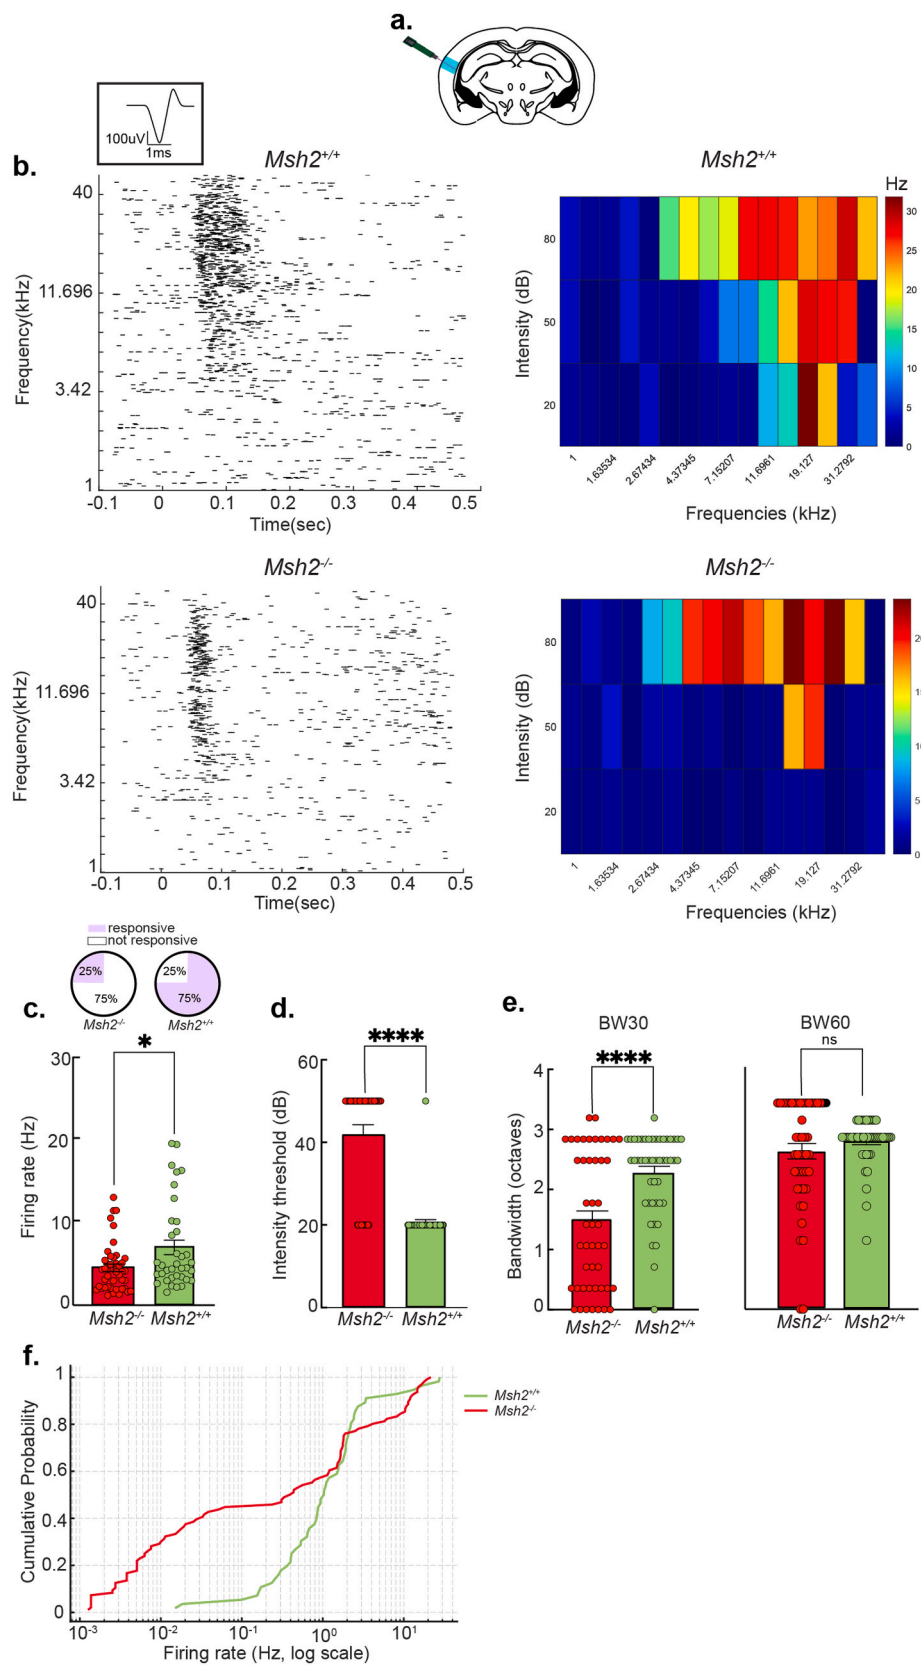 a.
100uV
1ms
b.
Msh2+/+
40
11.696
3.42
1
Frequency(kHz)
-0.1 0 0.1 0.2 0.3 0.4 0.5
Time(sec)
Msh2+/+
Hz
Intensity (dB)
80
50
20
30
25
20
15
10
5
0
1 1.63534 2.67434 4.37345 7.15207 11.6961 19.127 31.2792
Frequencies (kHz)
Msh2-/-
40
11.696
3.42
1
Frequency(kHz)
-0.1 0 0.1 0.2 0.3 0.4 0.5
Time(sec)
Msh2-/-
Intensity (dB)
80
50
20
15
10
5
0
1 1.63534 2.67434 4.37345 7.15207 11.6961 19.127 31.2792
Frequencies (kHz)
responsive
not responsive
25%
75%
Msh2-/-
25%
75%
Msh2+/+
c.
*
Firing rate (Hz)
30
20
10
0
Msh2-/- Msh2+/+
d.
****
Intensity threshold (dB)
60
40
20
0
Msh2-/- Msh2+/+
e.
BW30
****
Bandwidth (octaves)
4
3
2
1
0
Msh2-/- Msh2+/+
BW60
ns
Msh2-/- Msh2+/+
f.
Cumulative Probability
1
0.8
0.6
0.4
0.2
0
10-3 10-2 10-1 100 101
Firing rate (Hz, log scale)
Msh2+/+
Msh2-/-